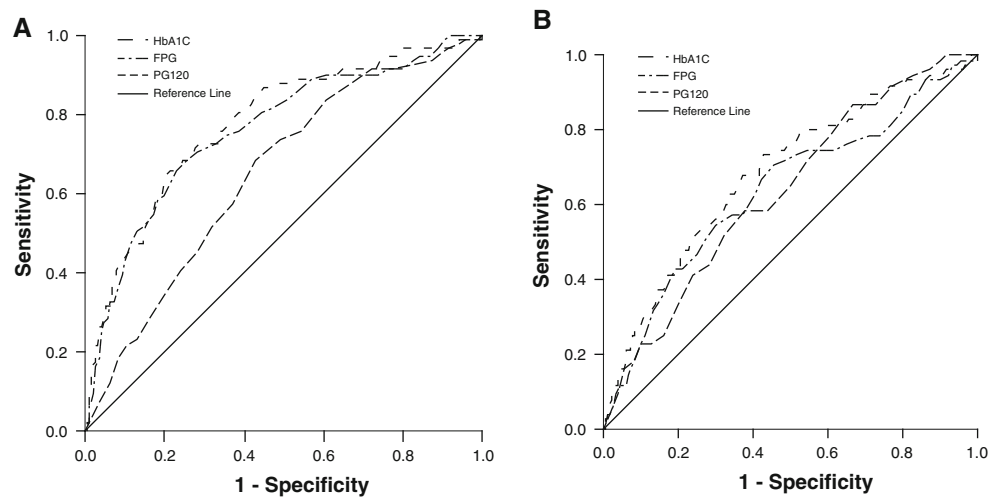 A
HbA1C
FPG
PG120
Reference Line
1.0
0.8
0.6
0.4
0.2
0.0
Sensitivity
0.0 0.2 0.4 0.6 0.8 1.0
1 - Specificity
B
HbA1C
FPG
PG120
Reference Line
1.0
0.8
0.6
0.4
0.2
0.0
Sensitivity
0.0 0.2 0.4 0.6 0.8 1.0
1 - Specificity